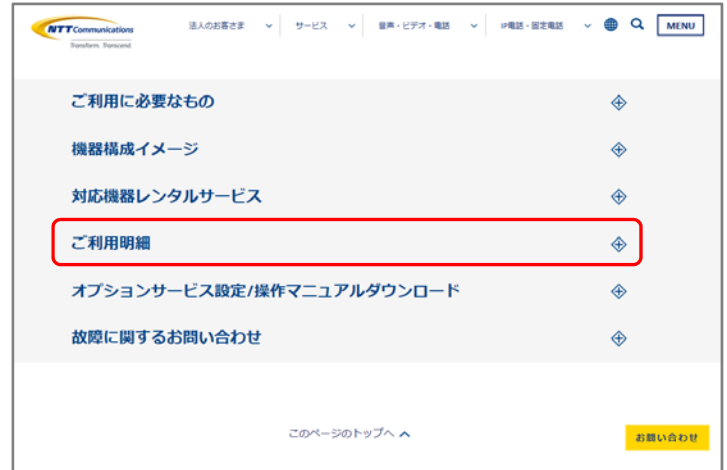 NTT Communications
Transform. Transcend.
法人のお客さま
サービス
音声・ビデオ・電話
IP電話・固定電話
MENU
ご利用に必要なもの
機器構成イメージ
対応機器レンタルサービス
ご利用明細
オプションサービス設定/操作マニュアルダウンロード
故障に関するお問い合わせ
このページのトップへ
お問い合わせ